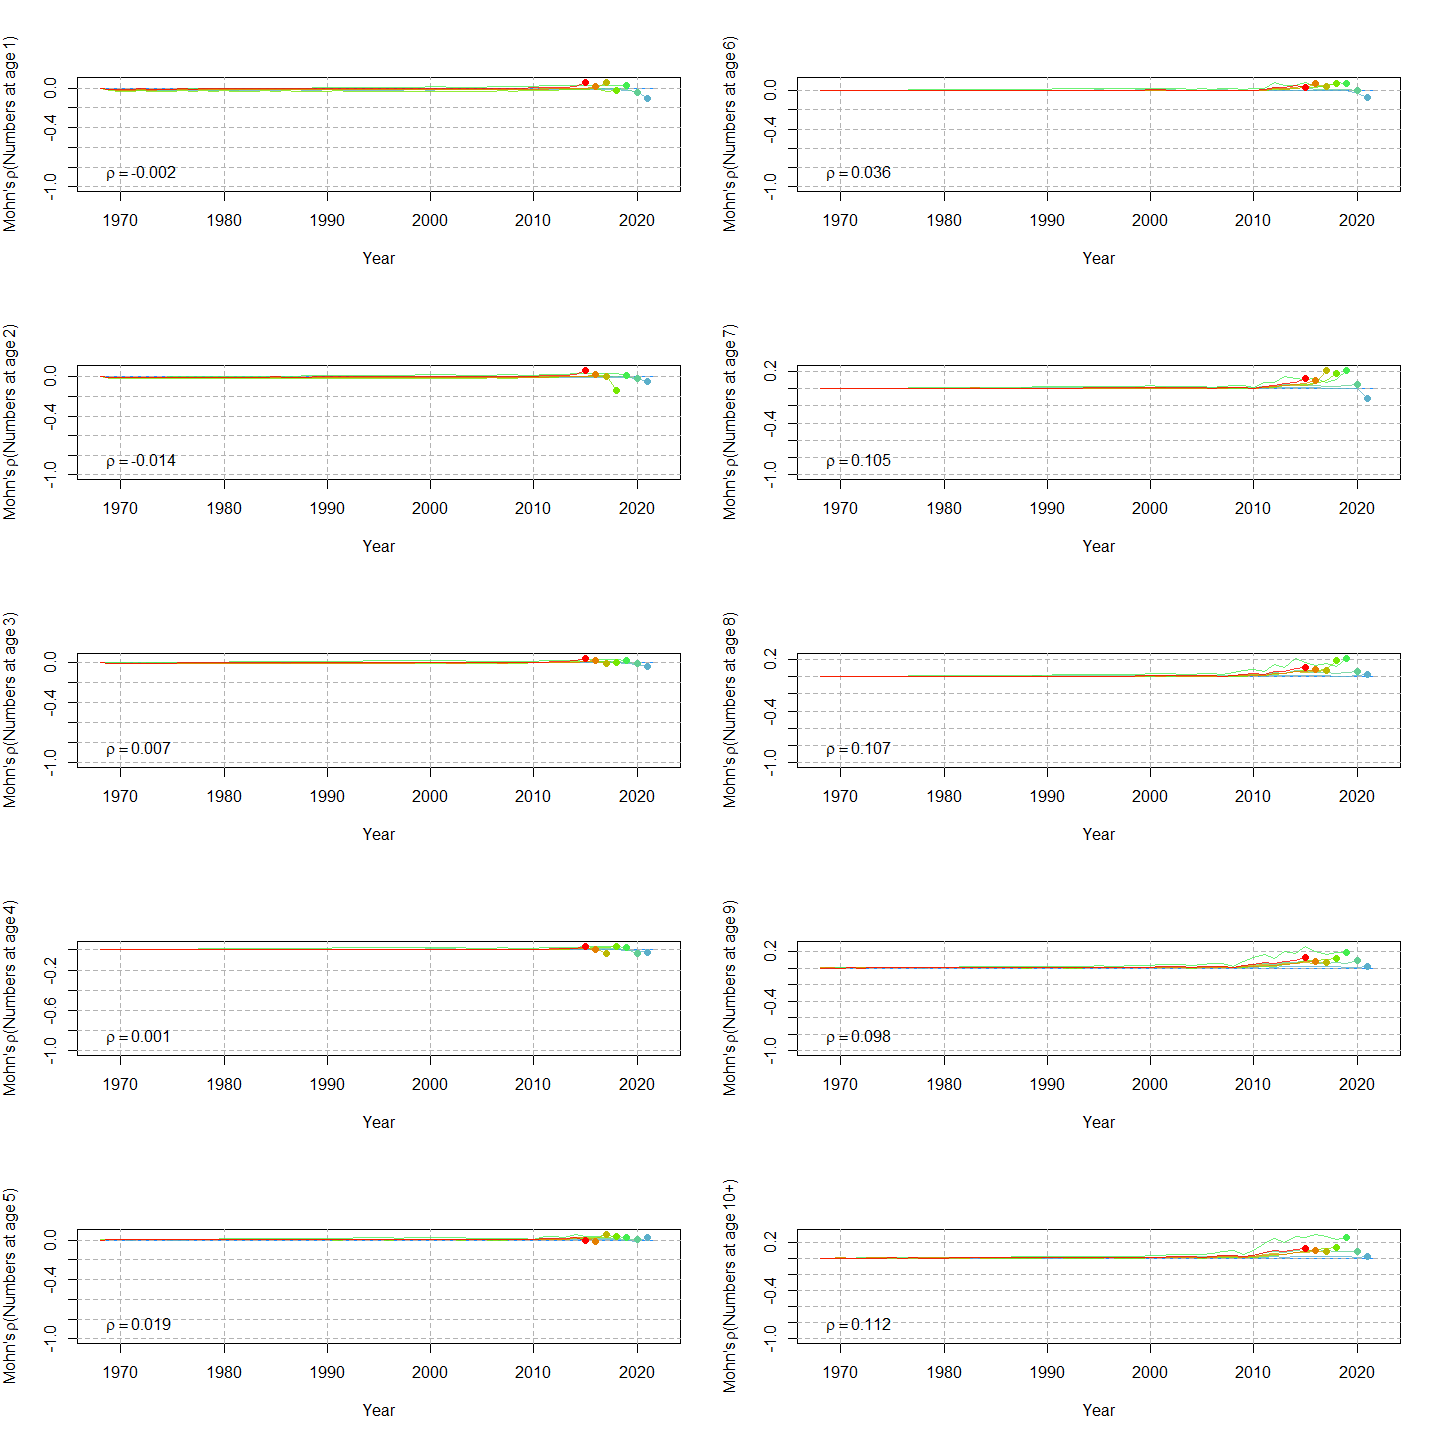 Mohn's ρ(Numbers at age 1)
0.0
-0.4
-1.0
ρ = -0.002
1970 1980 1990 2000 2010 2020
Year
Mohn's ρ(Numbers at age 6)
0.0
-0.4
-1.0
ρ = 0.036
1970 1980 1990 2000 2010 2020
Year
Mohn's ρ(Numbers at age 2)
0.0
-0.4
-1.0
ρ = -0.014
1970 1980 1990 2000 2010 2020
Year
Mohn's ρ(Numbers at age 7)
0.2
-0.4
-1.0
ρ = 0.105
1970 1980 1990 2000 2010 2020
Year
Mohn's ρ(Numbers at age 3)
0.0
-0.4
-1.0
ρ = 0.007
1970 1980 1990 2000 2010 2020
Year
Mohn's ρ(Numbers at age 8)
0.2
-0.4
-1.0
ρ = 0.107
1970 1980 1990 2000 2010 2020
Year
Mohn's ρ(Numbers at age 4)
-0.2
-0.6
-1.0
ρ = 0.001
1970 1980 1990 2000 2010 2020
Year
Mohn's ρ(Numbers at age 9)
0.2
-0.4
-1.0
ρ = 0.098
1970 1980 1990 2000 2010 2020
Year
Mohn's ρ(Numbers at age 5)
0.0
-0.4
-1.0
ρ = 0.019
1970 1980 1990 2000 2010 2020
Year
Mohn's ρ(Numbers at age 10+)
0.2
-0.4
-1.0
ρ = 0.112
1970 1980 1990 2000 2010 2020
Year